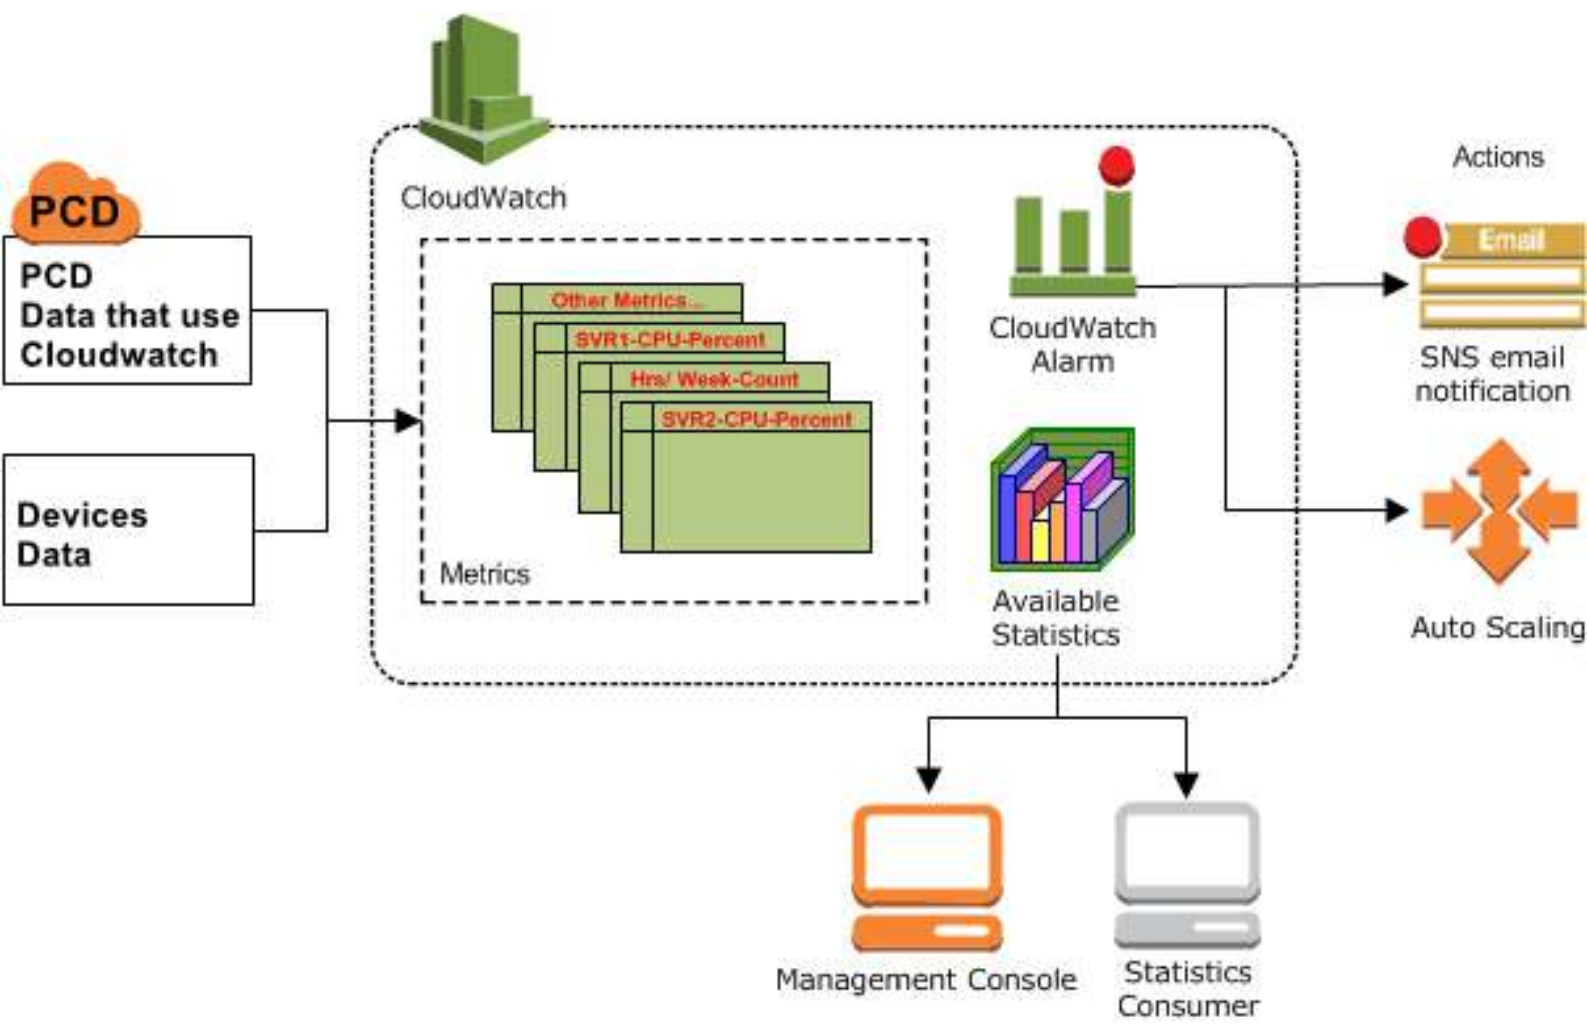 CloudWatch
PCD
PCD
Data that use
Cloudwatch
Devices
Data
Other Metrics...
SVR1-CPU-Percent
Hrs/ Week-Count
SVR2-CPU-Percent
Metrics
CloudWatch
Alarm
Available
Statistics
Actions
Email
SNS email
notification
Auto Scaling
Management Console
Statistics
Consumer